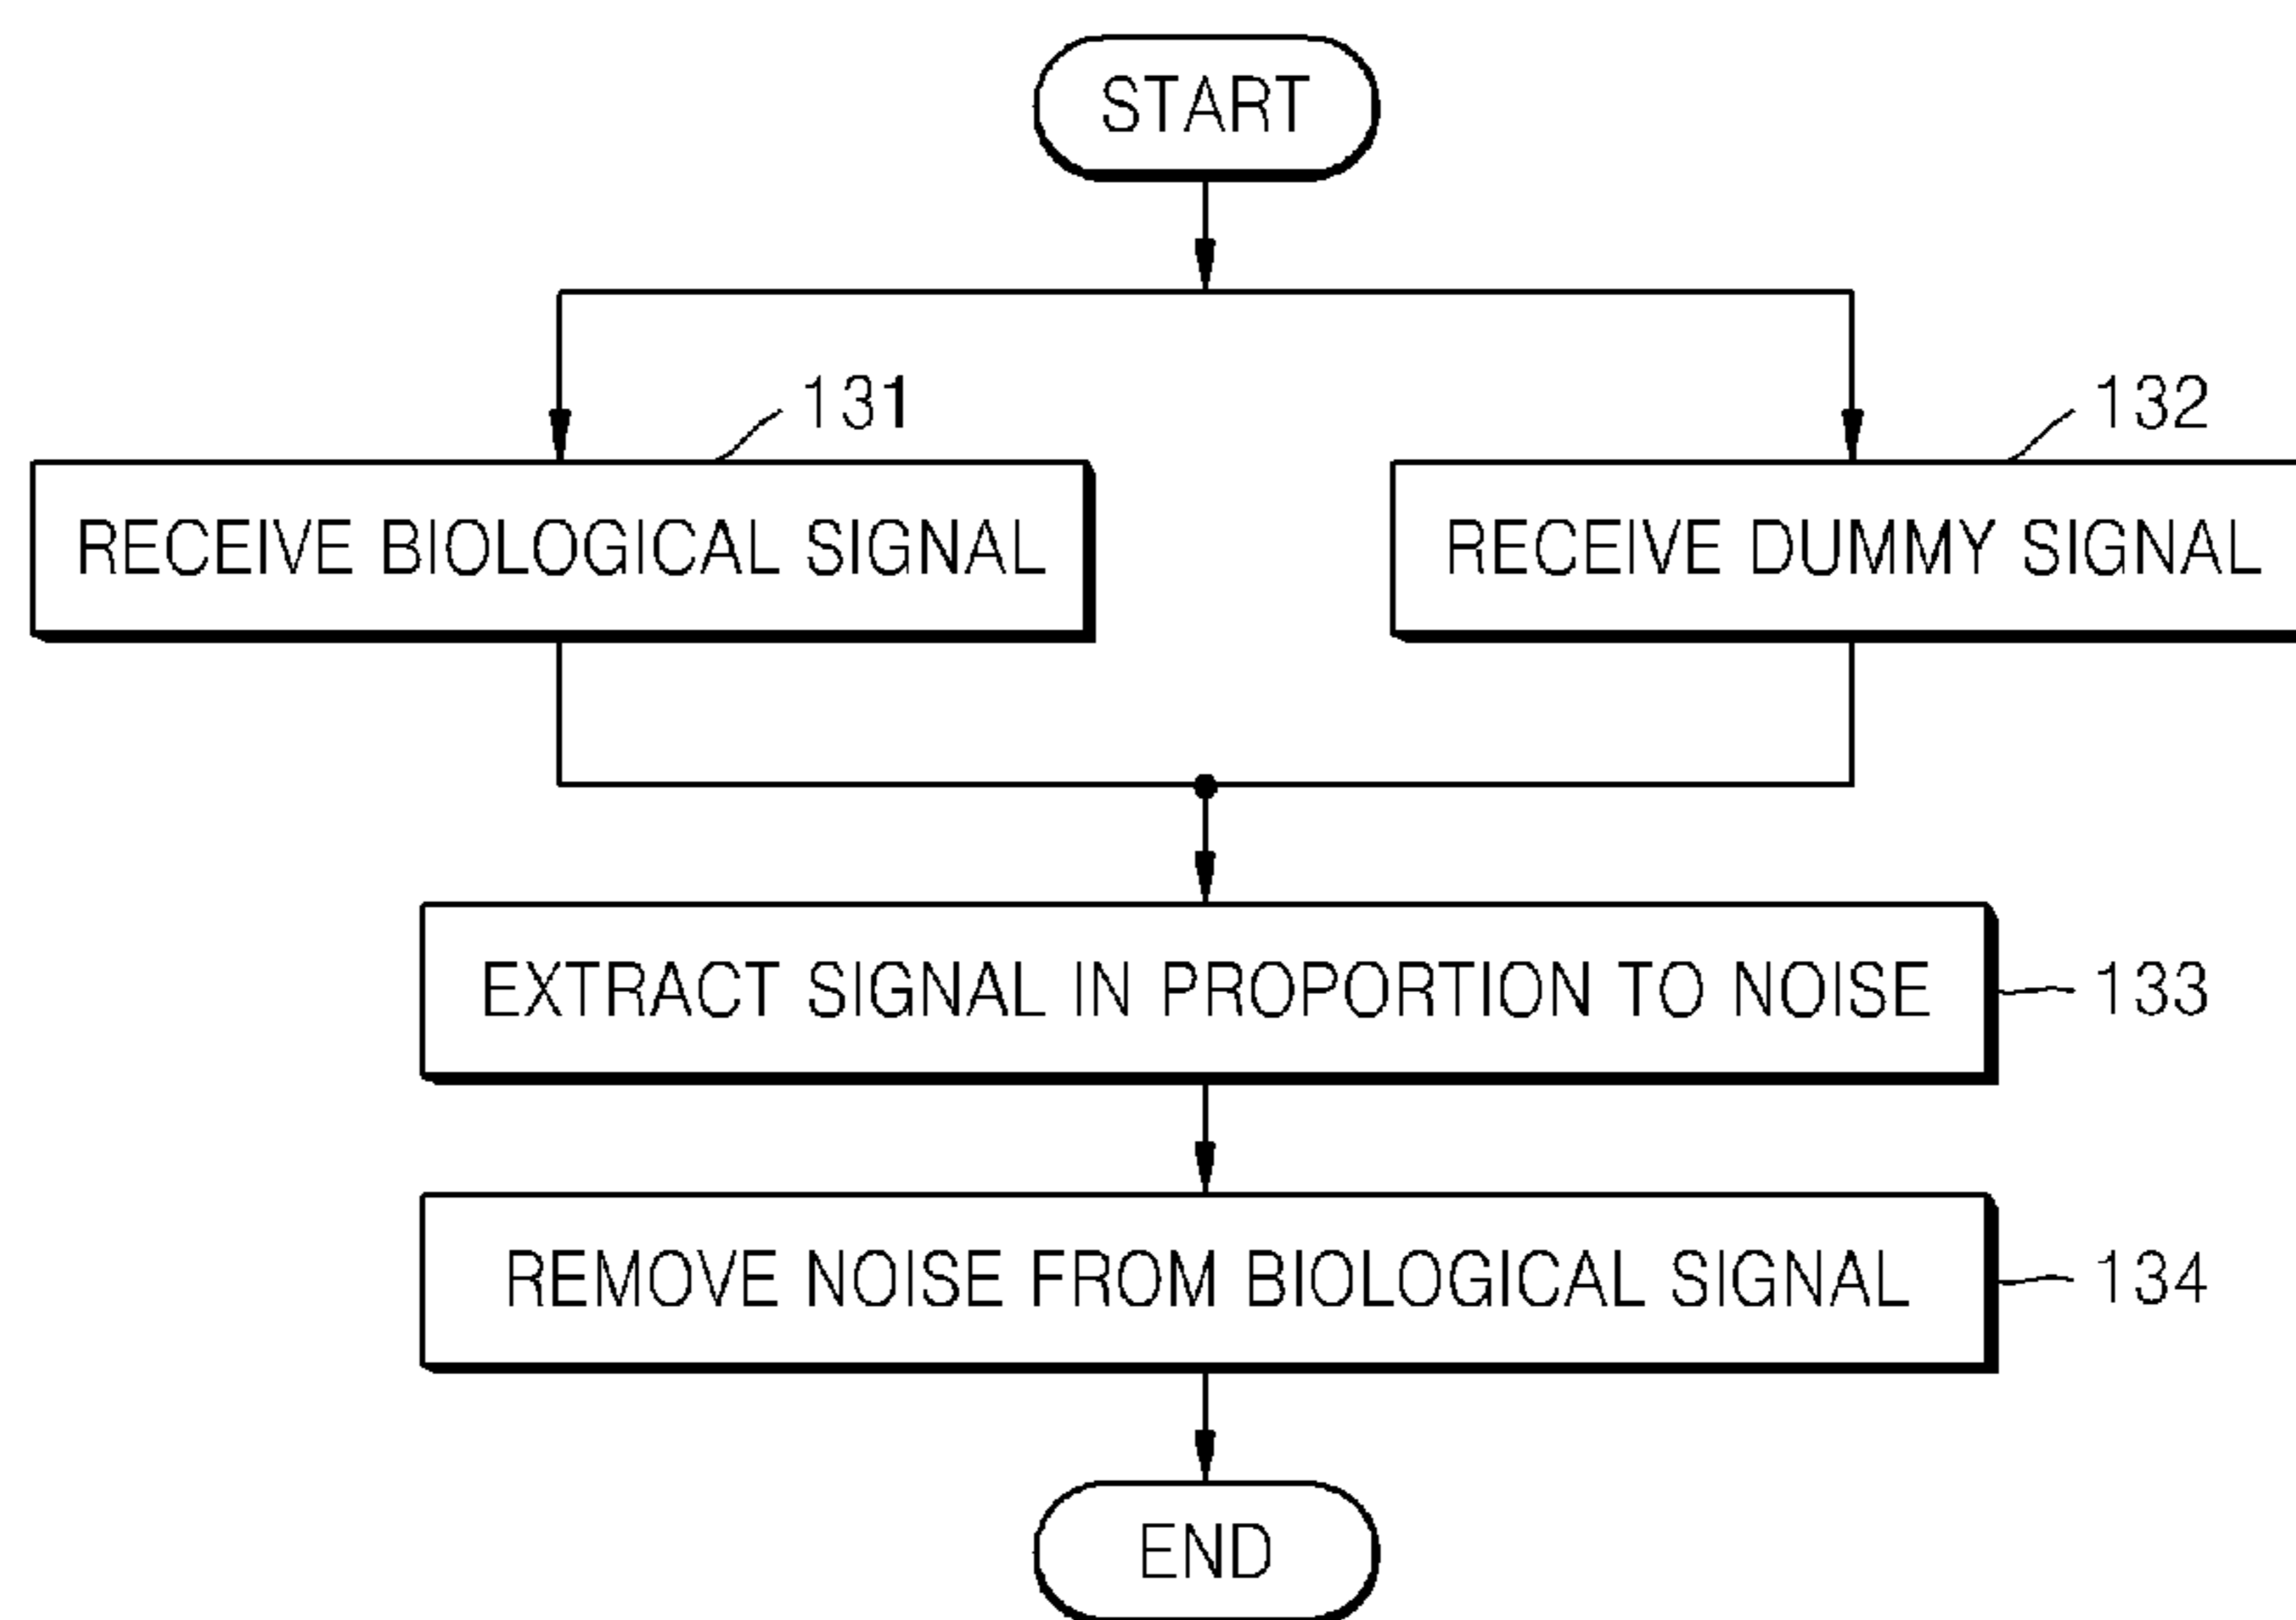 START
131
132
RECEIVE BIOLOGICAL SIGNAL
RECEIVE DUMMY SIGNAL
EXTRACT SIGNAL IN PROPORTION TO NOISE
133
REMOVE NOISE FROM BIOLOGICAL SIGNAL
134
END